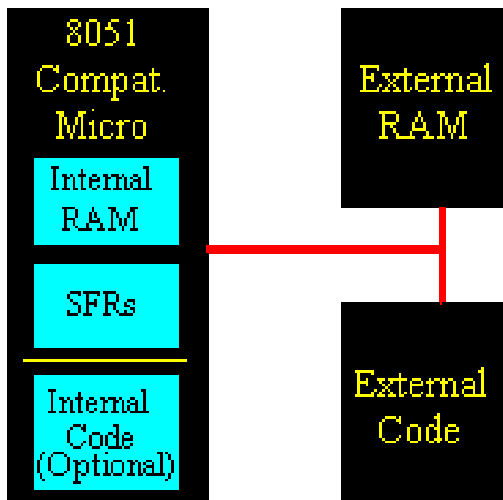 8051
Compat.
Micro
Internal
RAM
SFRs
Internal
Code
(Optional)
External
RAM
External
Code